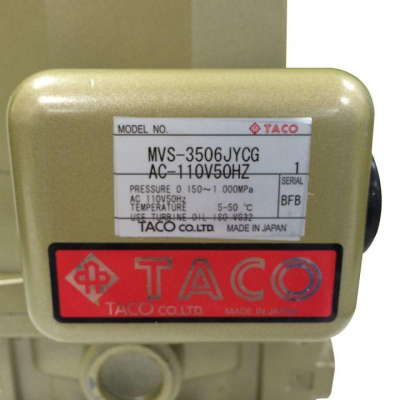 MODEL NO. TACO
MVS-3506JYCG
AC-110V50HZ 1
PRESSURE 0.150~1.000MPa SERIAL
AC 110V50Hz BFB
TEMPERATURE 5-50 ℃
USE TURBINE OIL ISO VG32
TACO CO.LTD. MADE IN JAPAN
TACO
TACO CO.LTD. MADE IN JAPAN